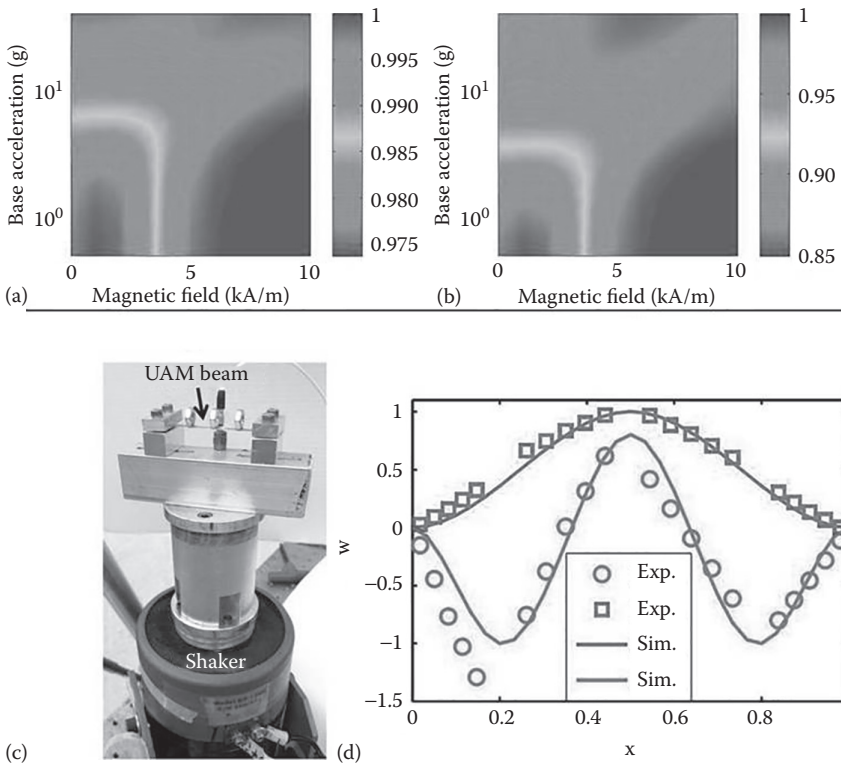 1
0.995
0.990
0.985
0.980
0.975
Base acceleration (g)
10¹
10⁰
0
5
10
(a)
Magnetic field (kA/m)
1
0.95
0.90
0.85
Base acceleration (g)
10¹
10⁰
0
5
10
(b)
Magnetic field (kA/m)
UAM beam
Shaker
(c)
1
0.5
0
−0.5
−1
−1.5
w
Exp.
Exp.
Sim.
Sim.
0
0.2
0.4
0.6
0.8
(d)
x